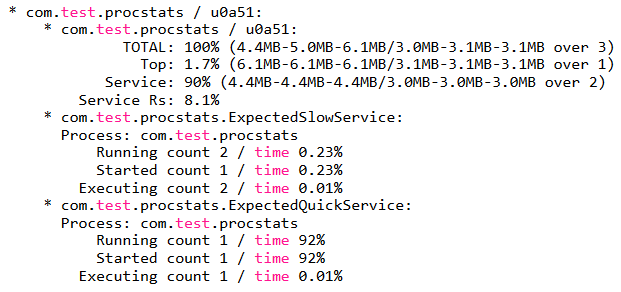 * com.test.procstats / u0a51:
* com.test.procstats / u0a51:
TOTAL: 100% (4.4MB-5.0MB-6.1MB/3.0MB-3.1MB-3.1MB over 3)
Top: 1.7% (6.1MB-6.1MB-6.1MB/3.1MB-3.1MB-3.1MB over 1)
Service: 90% (4.4MB-4.4MB-4.4MB/3.0MB-3.0MB-3.0MB over 2)
Service Rs: 8.1%
* com.test.procstats.ExpectedSlowService:
Process: com.test.procstats
Running count 2 / time 0.23%
Started count 1 / time 0.23%
Executing count 2 / time 0.01%
* com.test.procstats.ExpectedQuickService:
Process: com.test.procstats
Running count 1 / time 92%
Started count 1 / time 92%
Executing count 1 / time 0.01%